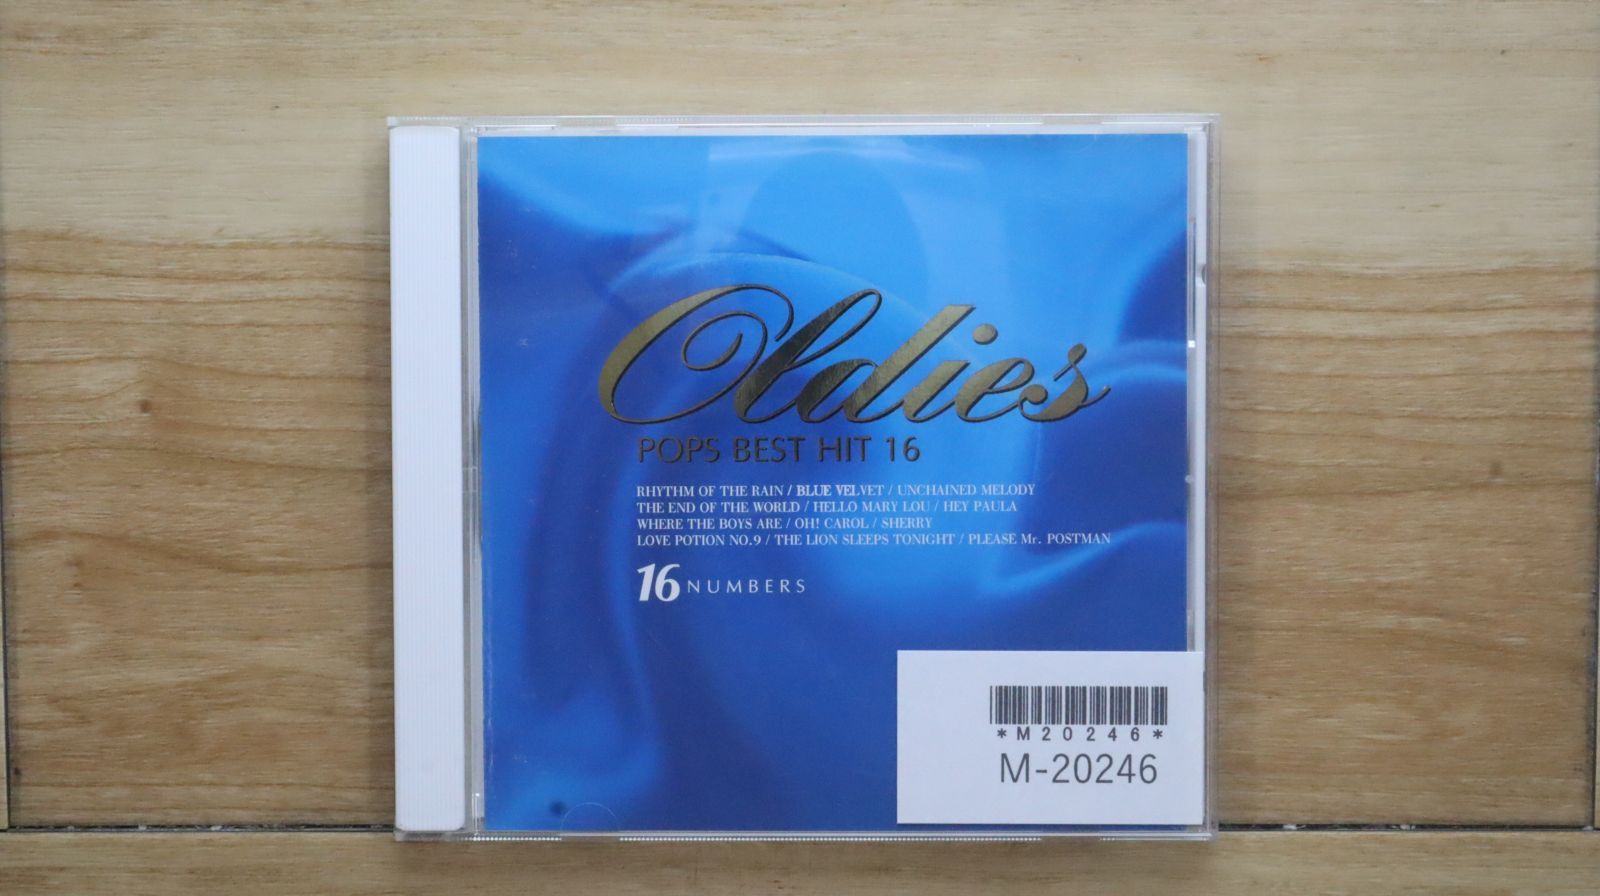 Oldies
POPS BEST HIT 16
RHYTHM OF THE RAIN / BLUE VELVET / UNCHAINED MELODY
THE END OF THE WORLD / HELLO MARY LOU / HEY PAULA
WHERE THE BOYS ARE / OH! CAROL / SHERRY
LOVE POTION NO.9 / THE LION SLEEPS TONIGHT / PLEASE Mr. POSTMAN
16 NUMBERS
*M20246*
M-20246